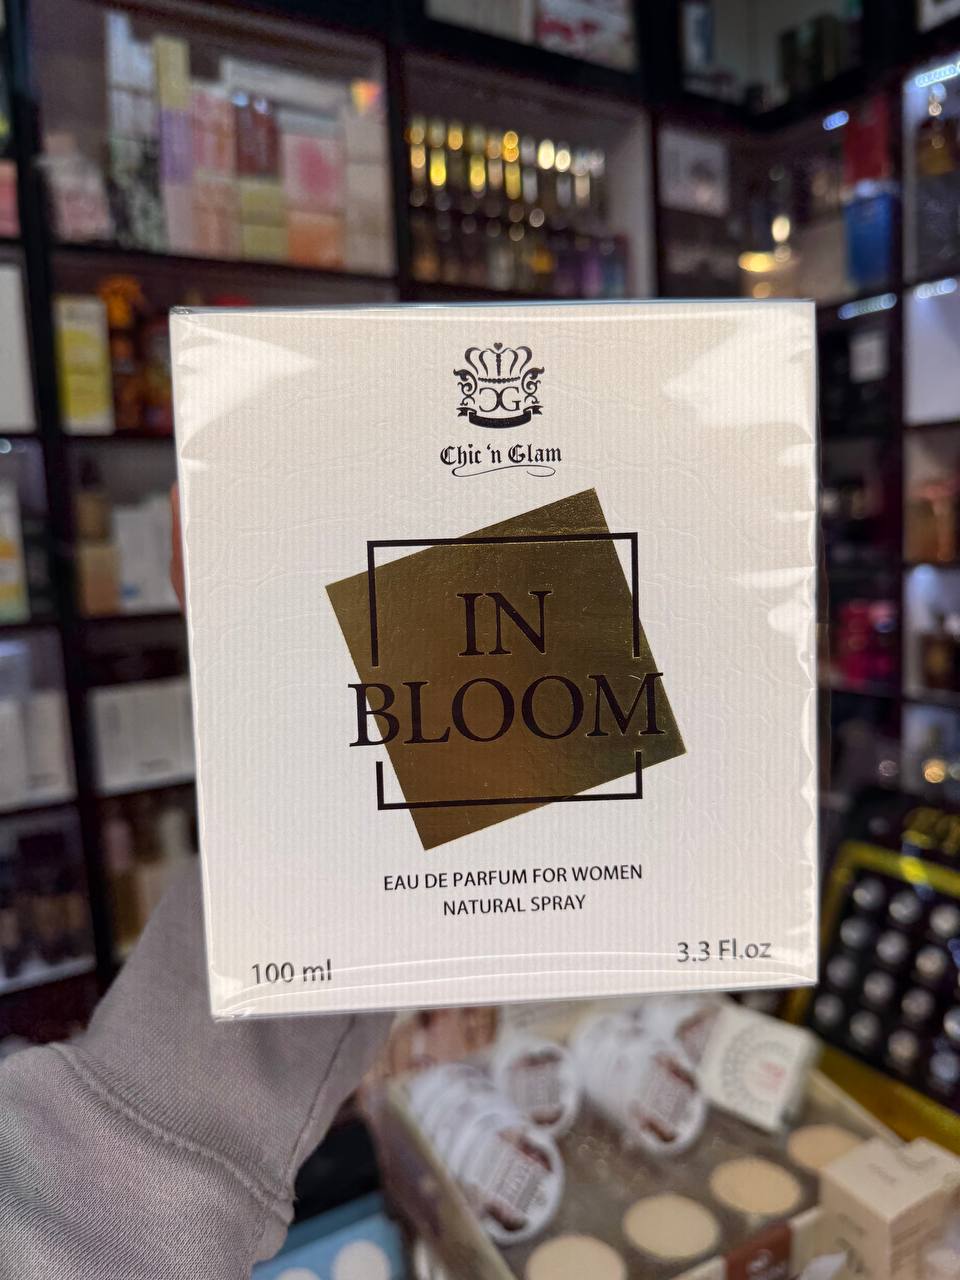 CG
Chic 'n Glam
IN
BLOOM
EAU DE PARFUM FOR WOMEN
NATURAL SPRAY
100 ml
3.3 Fl.oz